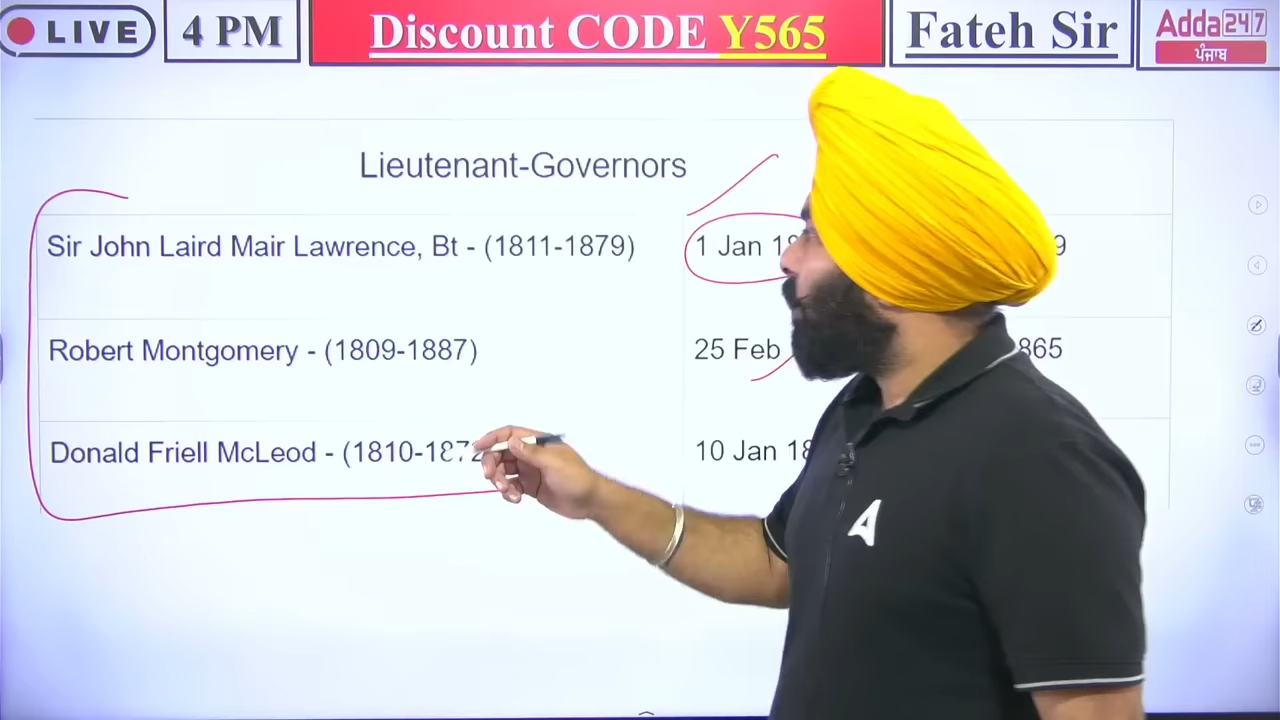 LIVE 4 PM Discount CODE Y565 Fateh Sir Adda247
ਪੰਜਾਬ
Lieutenant-Governors
Sir John Laird Mair Lawrence, Bt - (1811-1879) 1 Jan
Robert Montgomery - (1809-1887) 25 Feb
Donald Friell McLeod - (1810-1872 10 Jan